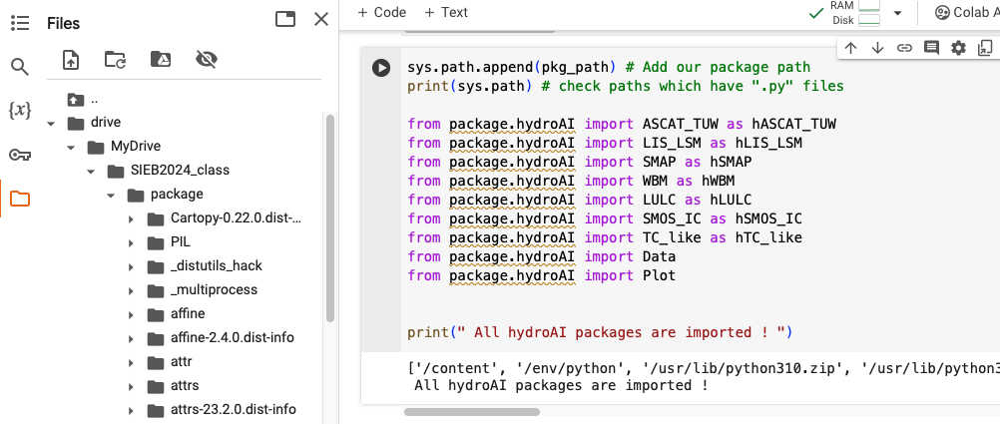 Files
{x}
..
drive
MyDrive
SIEB2024_class
package
Cartopy-0.22.0.dist-...
PIL
_distutils_hack
_multiprocess
affine
affine-2.4.0.dist-info
attr
attrs
attrs-23.2.0.dist-info
+ Code + Text
RAM
Disk
Colab A
sys.path.append(pkg_path) # Add our package path
print(sys.path) # check paths which have ".py" files
from package.hydroAI import ASCAT_TUW as hASCAT_TUW
from package.hydroAI import LIS_LSM as hLIS_LSM
from package.hydroAI import SMAP as hSMAP
from package.hydroAI import WBM as hWBM
from package.hydroAI import LULC as hLULC
from package.hydroAI import SMOS_IC as hSMOS_IC
from package.hydroAI import TC_like as hTC_like
from package.hydroAI import Data
from package.hydroAI import Plot
print(" All hydroAI packages are imported ! ")
['/content', '/env/python', '/usr/lib/python310.zip', '/usr/lib/python3
All hydroAI packages are imported !